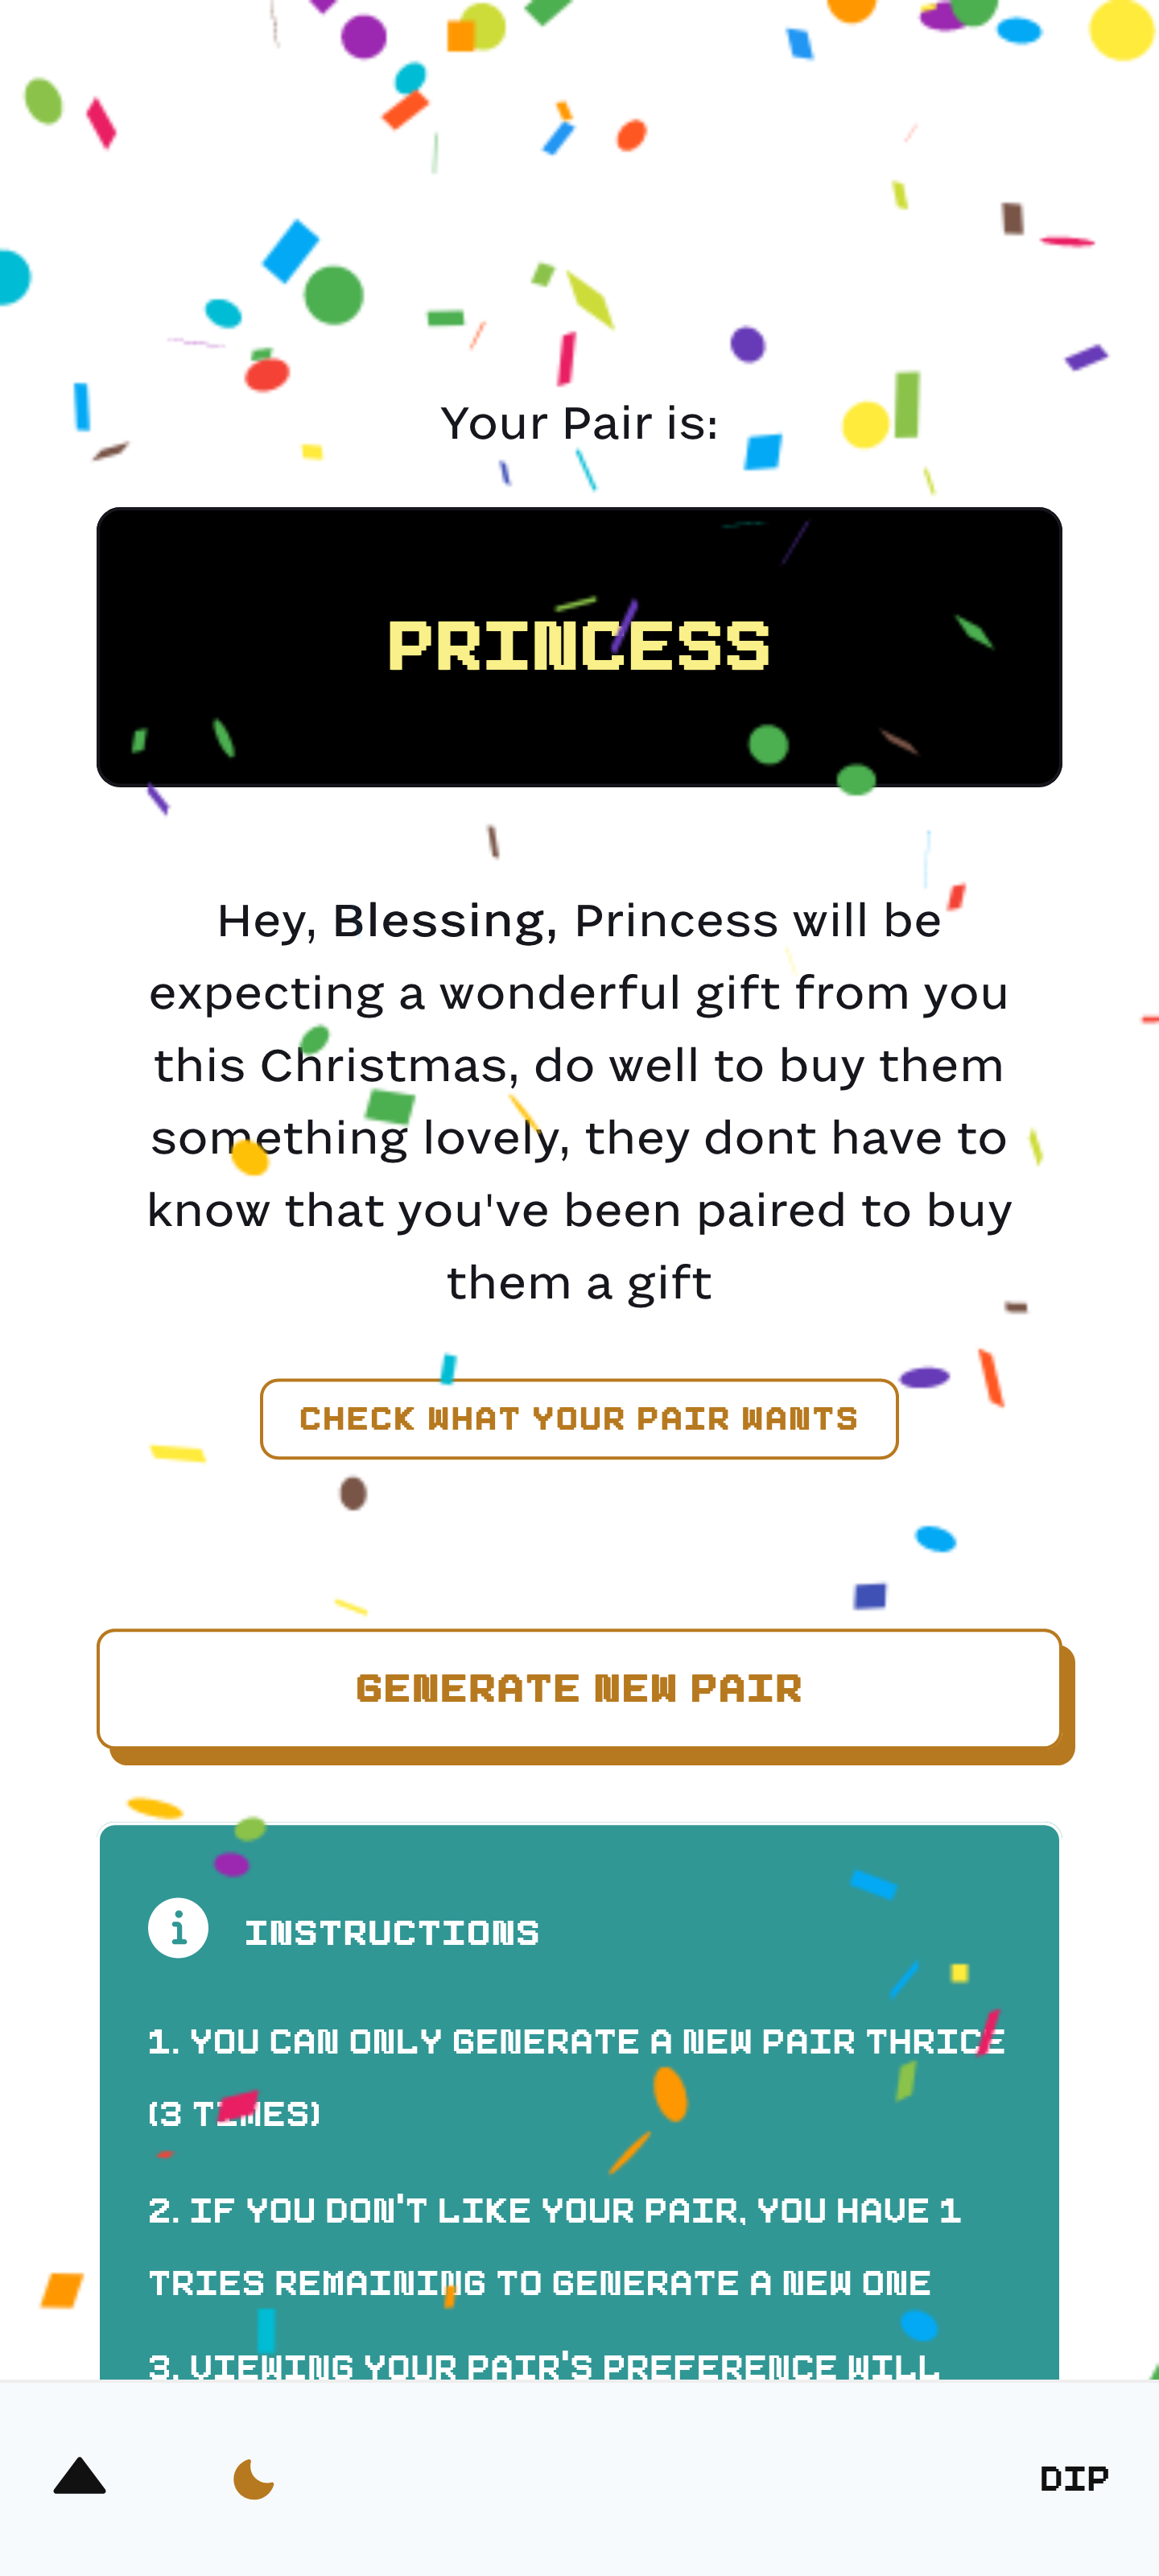 Your Pair is:
PRINCESS
Hey, Blessing, Princess will be
expecting a wonderful gift from you
this Christmas, do well to buy them
something lovely, they dont have to
know that you've been paired to buy
them a gift
CHECK WHAT YOUR PAIR WANTS
GENERATE NEW PAIR
INSTRUCTIONS
1. YOU CAN ONLY GENERATE A NEW PAIR THRICE
(3 TIMES)
2. IF YOU DON'T LIKE YOUR PAIR, YOU HAVE 1
TRIES REMAINING TO GENERATE A NEW ONE
3. VIEWING YOUR PAIR'S PREFERENCE WILL
DIP